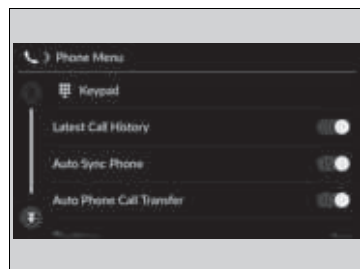 Phone Menu
Keypad
Latest Call History
Auto Sync Phone
Auto Phone Call Transfer